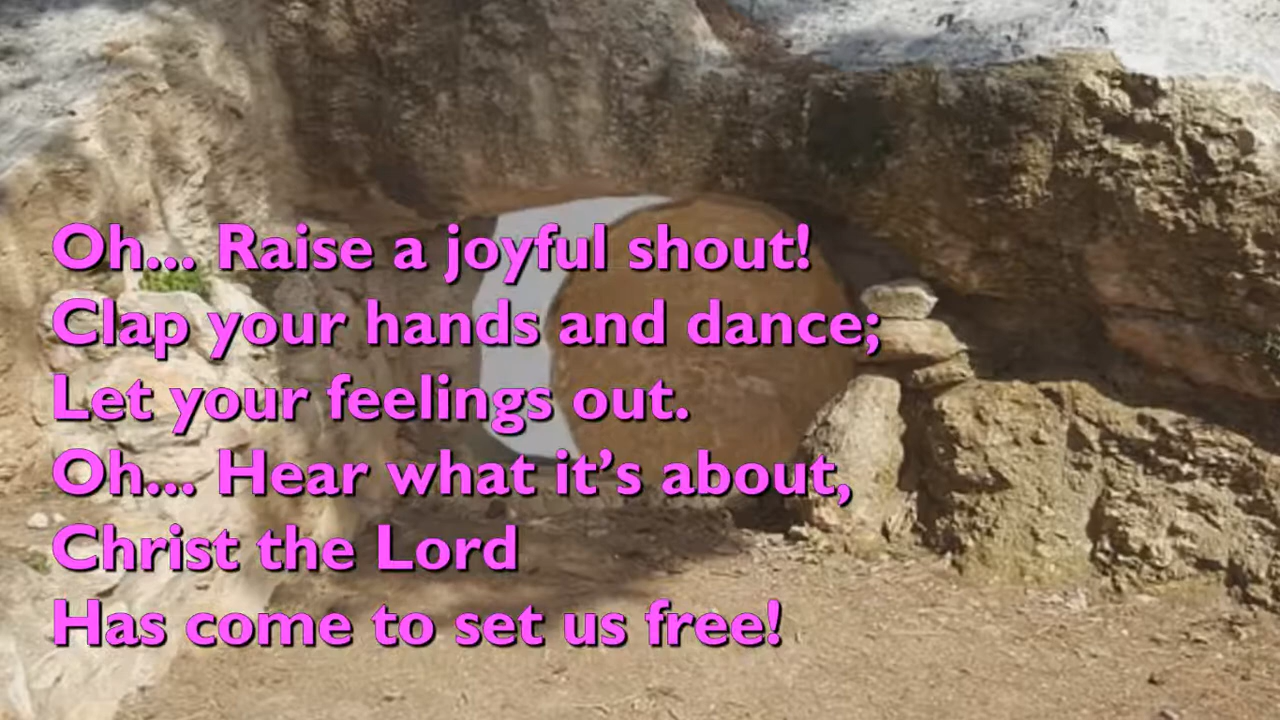 Oh... Raise a joyful shout!
Clap your hands and dance;
Let your feelings out.
Oh... Hear what it’s about,
Christ the Lord
Has come to set us free!